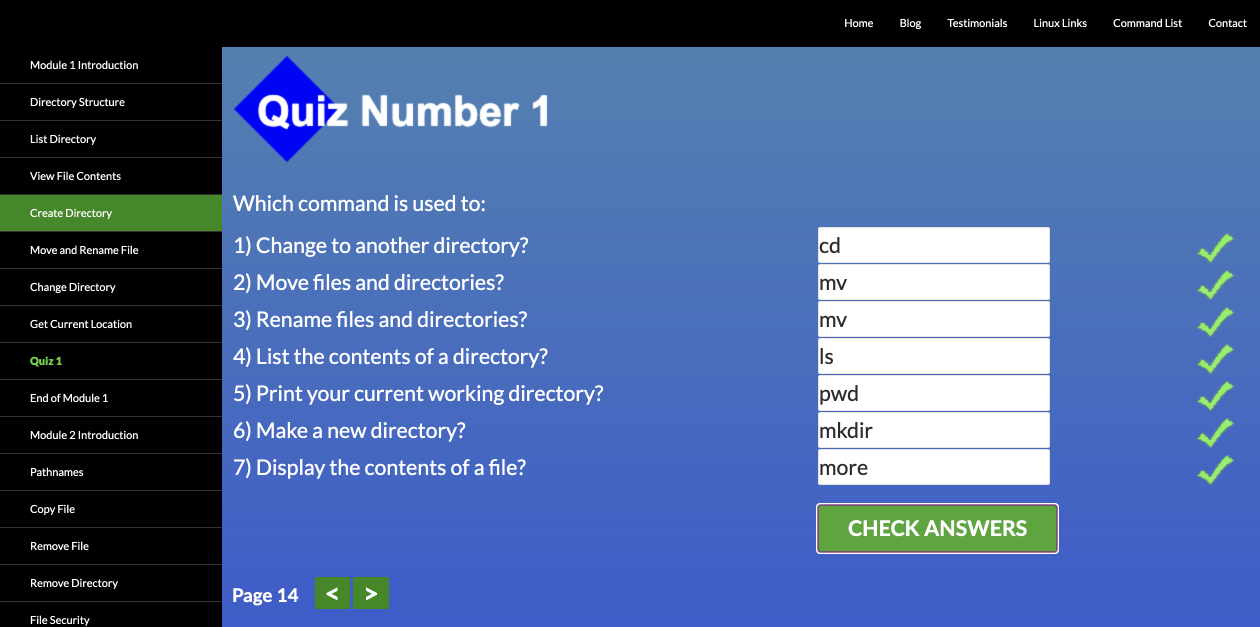 Home Blog Testimonials Linux Links Command List Contact
Module 1 Introduction
Directory Structure
List Directory
View File Contents
Create Directory
Move and Rename File
Change Directory
Get Current Location
Quiz 1
End of Module 1
Module 2 Introduction
Pathnames
Copy File
Remove File
Remove Directory
File Security
Quiz Number 1
Which command is used to:
1) Change to another directory? cd
2) Move files and directories? mv
3) Rename files and directories? mv
4) List the contents of a directory? ls
5) Print your current working directory? pwd
6) Make a new directory? mkdir
7) Display the contents of a file? more
CHECK ANSWERS
Page 14 < >